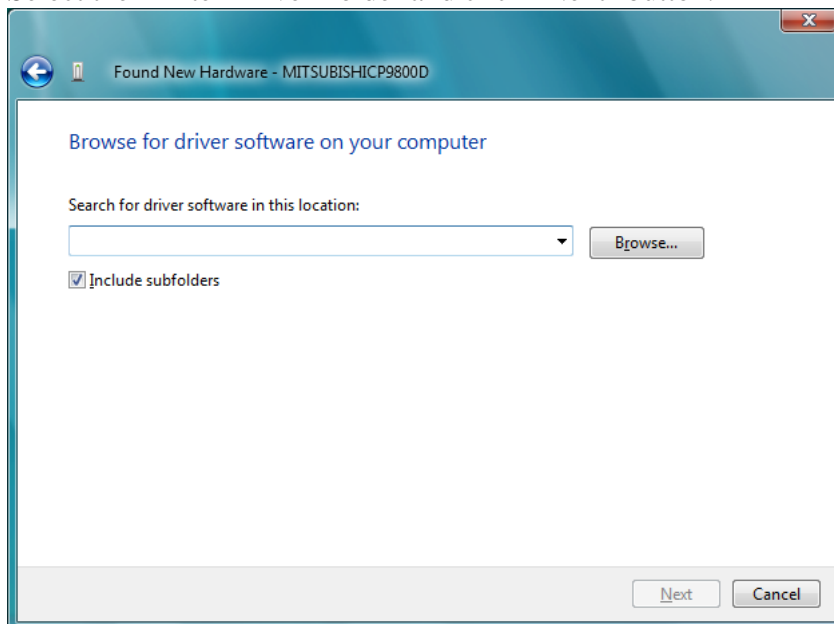 Found New Hardware - MITSUBISHICP9800D
Browse for driver software on your computer
Search for driver software in this location:
Browse...
Include subfolders
Next Cancel